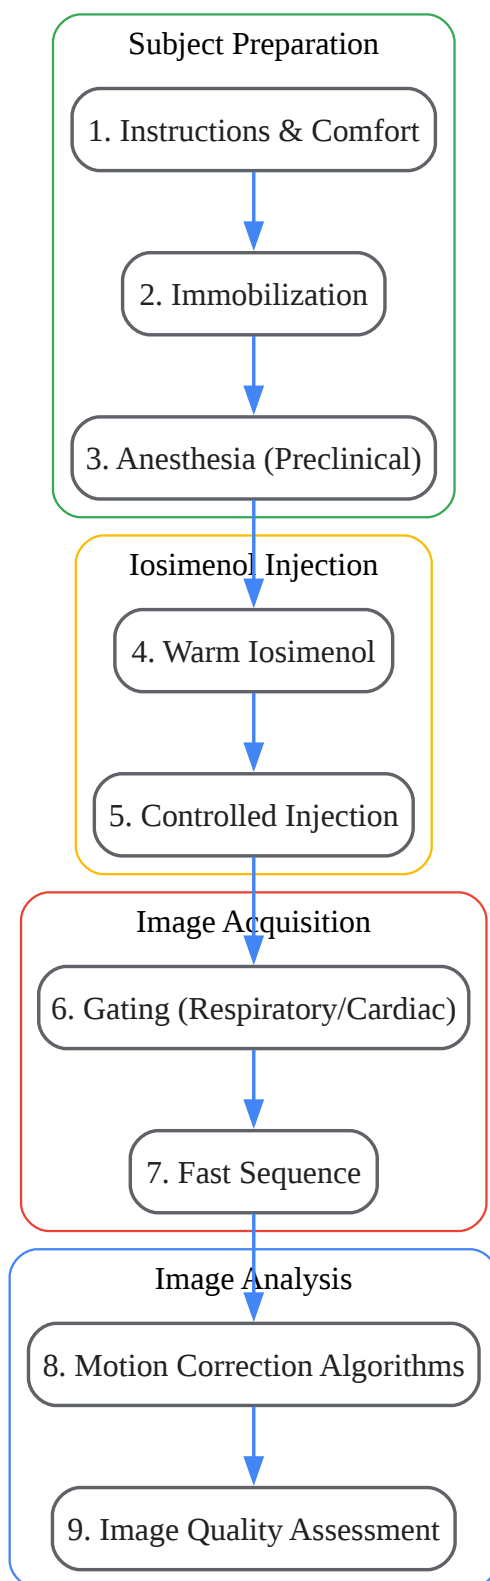 Subject Preparation
1. Instructions & Comfort
2. Immobilization
3. Anesthesia (Preclinical)
Iosimenol Injection
4. Warm Iosimenol
5. Controlled Injection
Image Acquisition
6. Gating (Respiratory/Cardiac)
7. Fast Sequence
Image Analysis
8. Motion Correction Algorithms
9. Image Quality Assessment